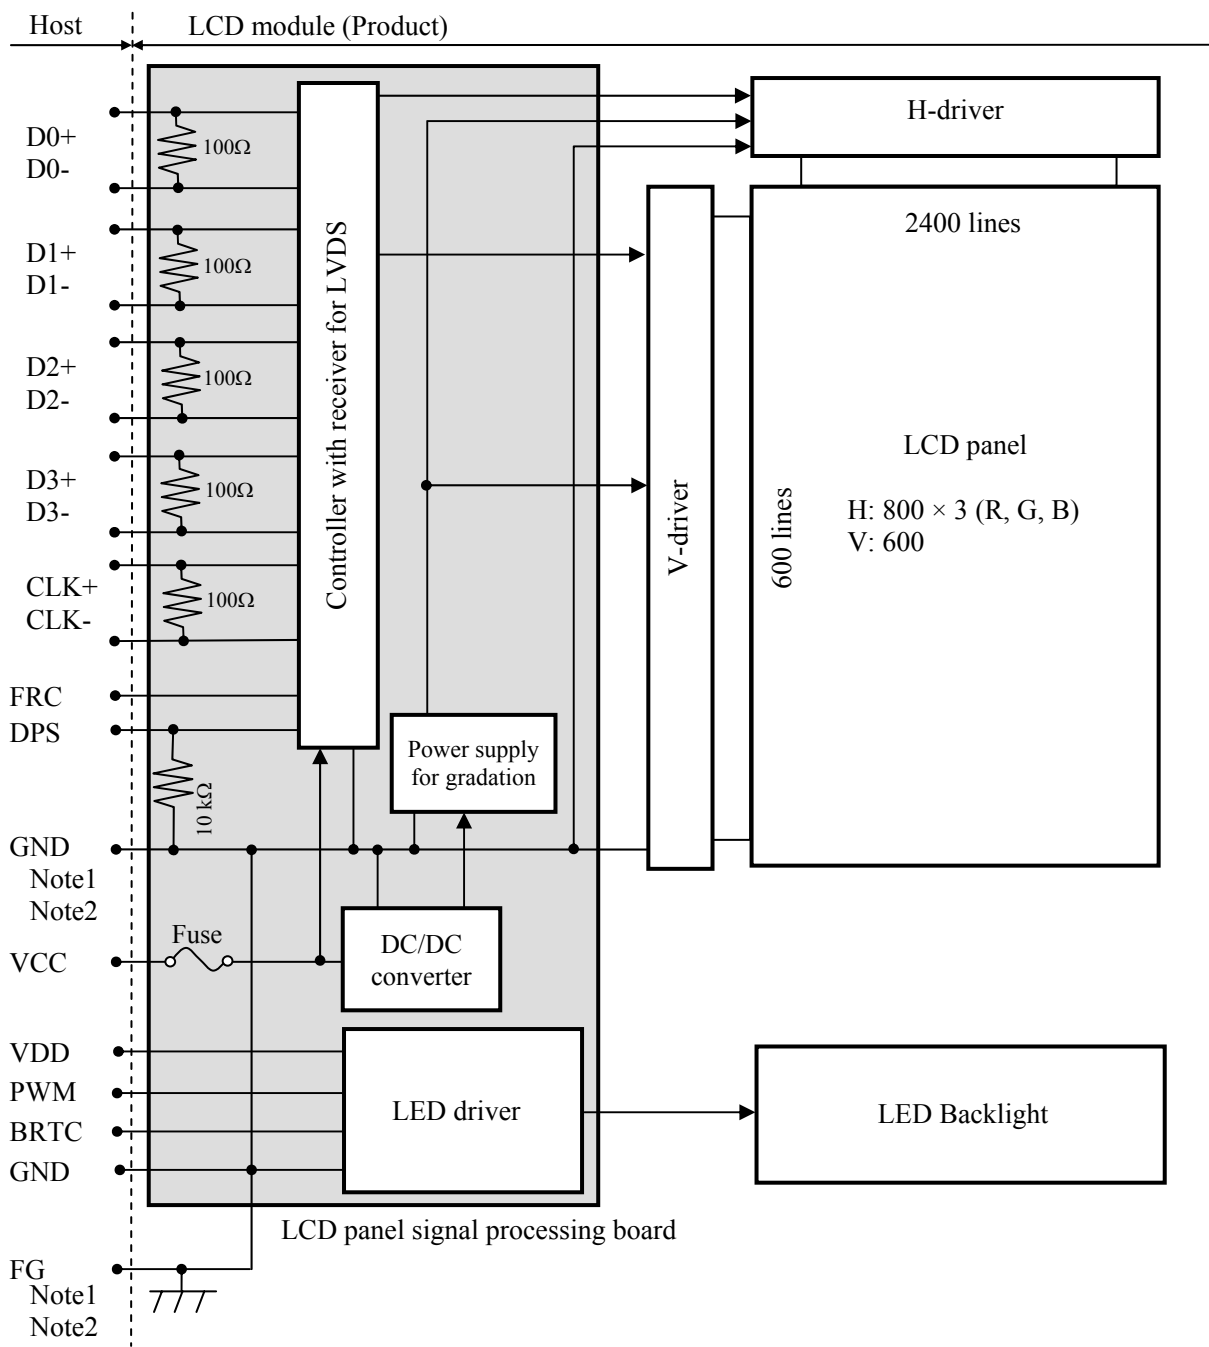 Host
LCD module (Product)
D0+
D0-
100Ω
D1+
D1-
100Ω
D2+
D2-
100Ω
D3+
D3-
100Ω
CLK+
CLK-
100Ω
FRC
DPS
10 kΩ
GND
Note1
Note2
Fuse
VCC
VDD
PWM
BRTC
GND
FG
Note1
Note2
Controller with receiver for LVDS
Power supply
for gradation
DC/DC
converter
LED driver
LCD panel signal processing board
H-driver
V-driver
2400 lines
600 lines
LCD panel
H: 800 × 3 (R, G, B)
V: 600
LED Backlight